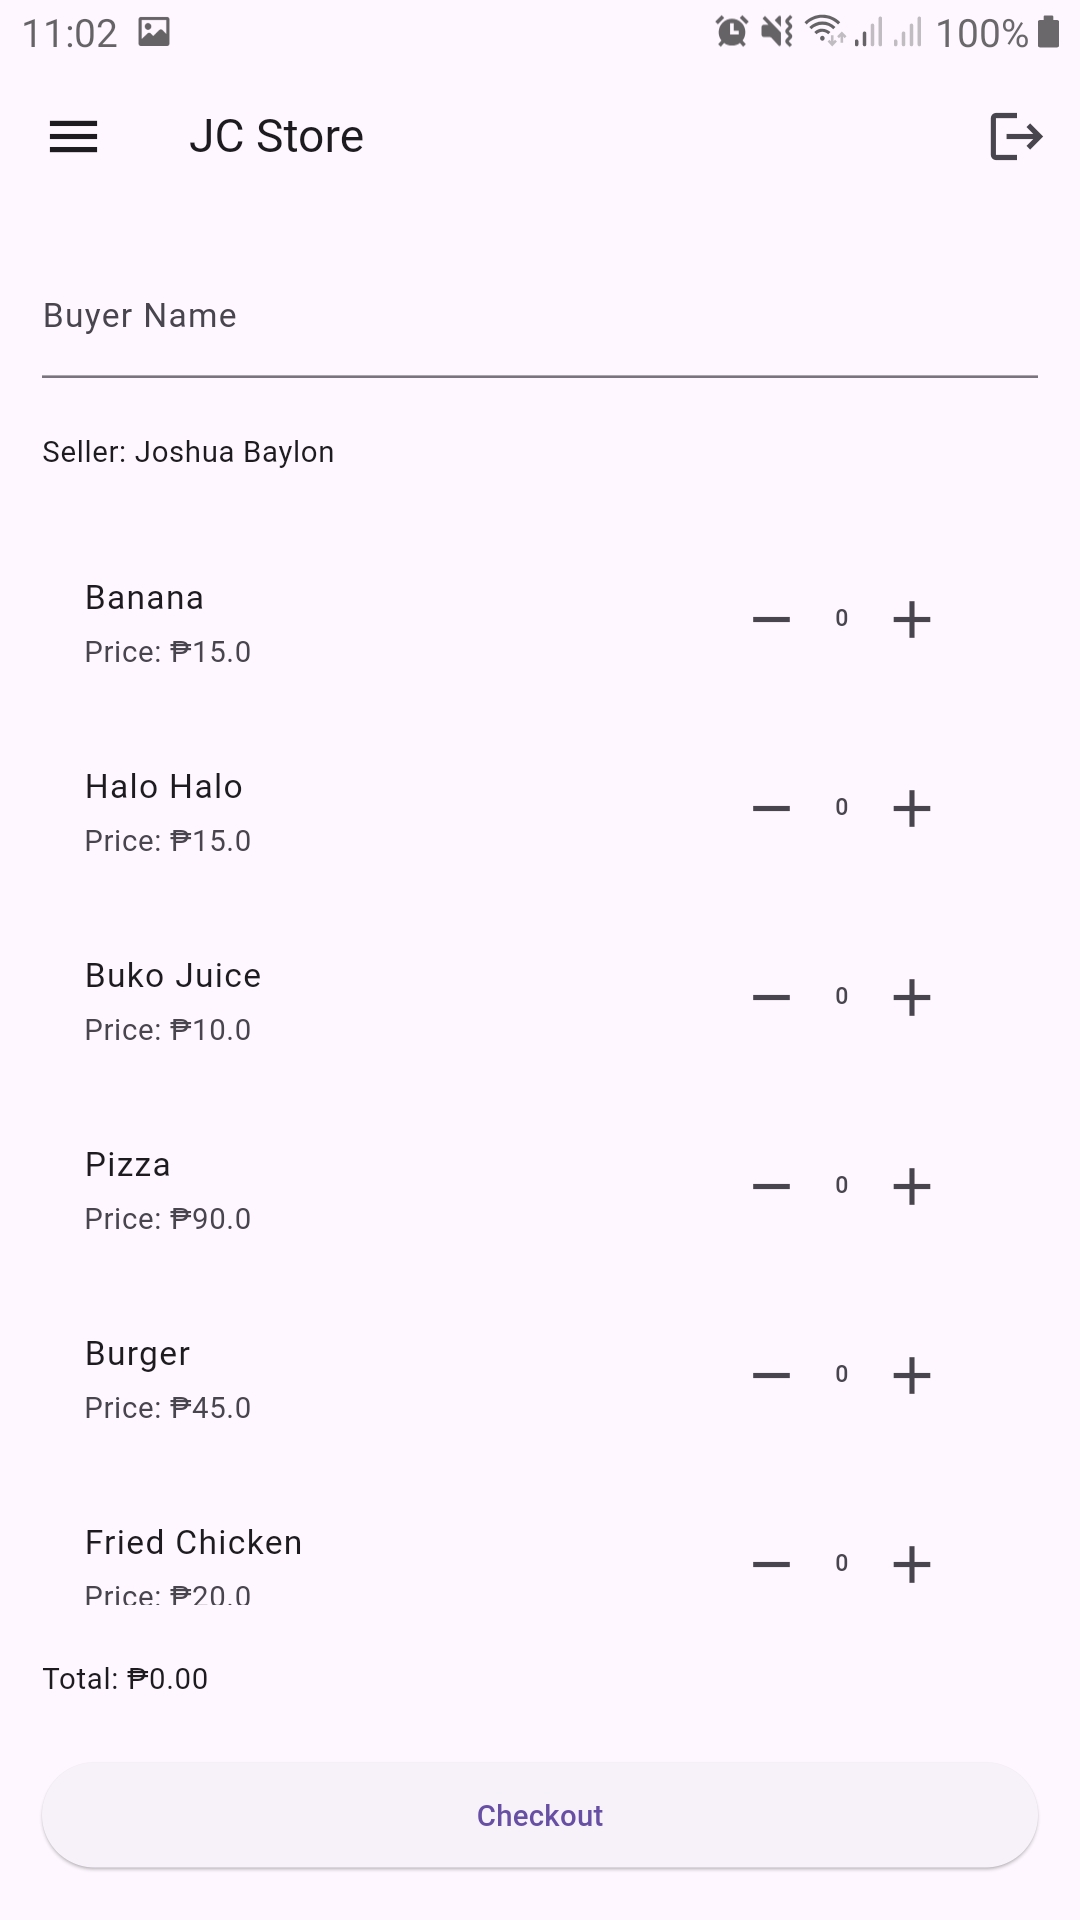 11:02 100%
JC Store
Buyer Name
Seller: Joshua Baylon
Banana
Price: ₱15.0
0
Halo Halo
Price: ₱15.0
0
Buko Juice
Price: ₱10.0
0
Pizza
Price: ₱90.0
0
Burger
Price: ₱45.0
0
Fried Chicken
Price: ₱20.0
0
Total: ₱0.00
Checkout